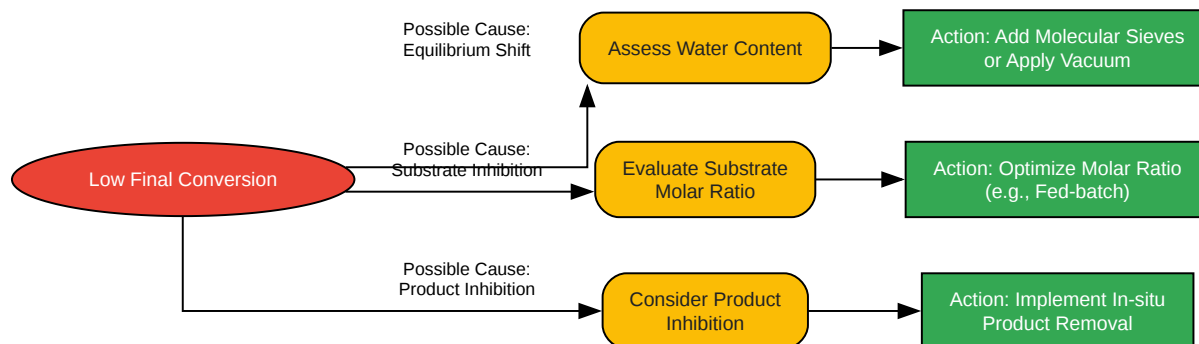 Possible Cause:
Equilibrium Shift
Assess Water Content
Action: Add Molecular Sieves
or Apply Vacuum
Low Final Conversion
Possible Cause:
Substrate Inhibition
Evaluate Substrate
Molar Ratio
Action: Optimize Molar Ratio
(e.g., Fed-batch)
Possible Cause:
Product Inhibition
Consider Product
Inhibition
Action: Implement In-situ
Product Removal